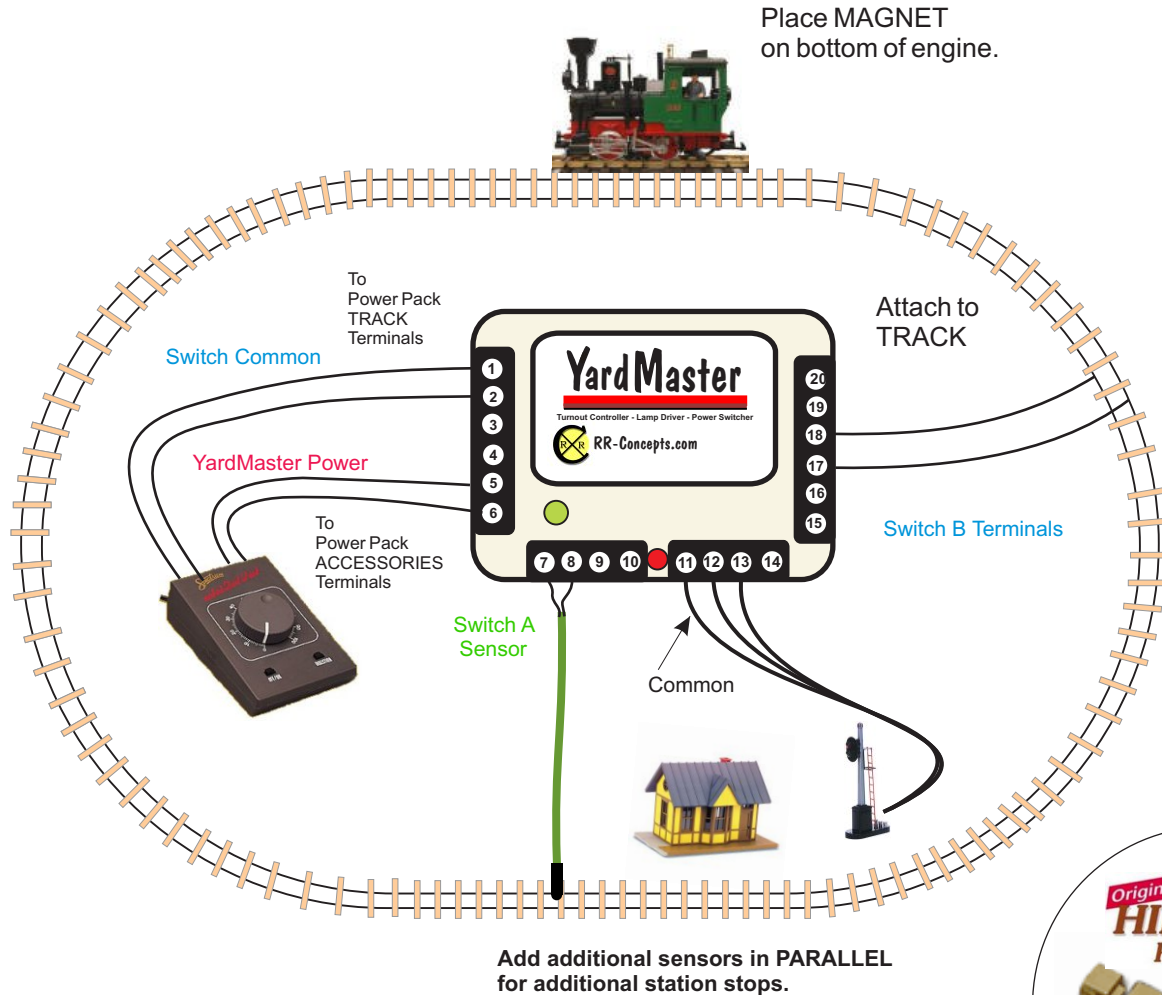 Place MAGNET
on bottom of engine.
To
Power Pack
TRACK
Terminals
Switch Common
YardMaster Power
To
Power Pack
ACCESSORIES
Terminals
YardMaster
Turnout Controller - Lamp Driver - Power Switcher
R R
RR-Concepts.com
1
2
3
4
5
6
7
8
9
10
11
12
13
14
20
19
18
17
16
15
Attach to
TRACK
Switch B Terminals
Switch A
Sensor
Common
Add additional sensors in PARALLEL
for additional station stops.